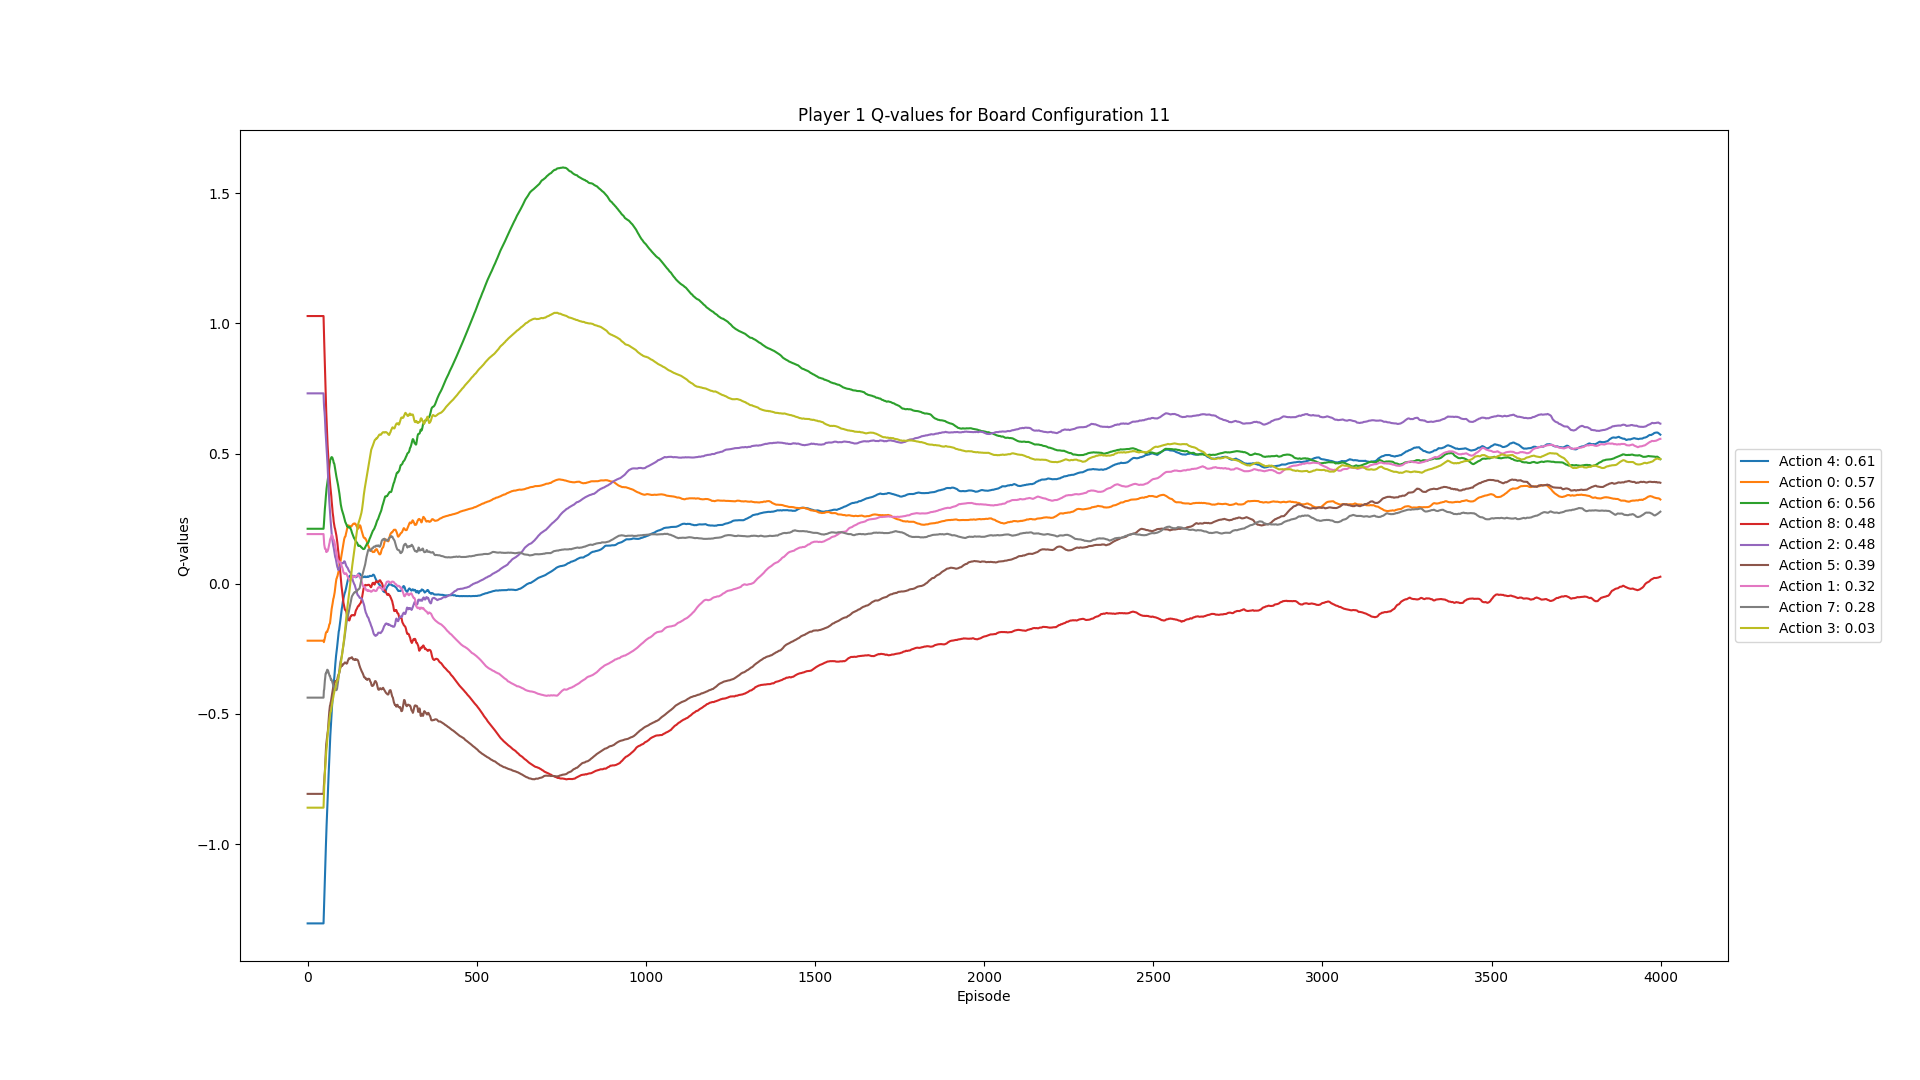 Player 1 Q-values for Board Configuration 11
1.5
1.0
0.5
0.0
−0.5
−1.0
Q-values
0 500 1000 1500 2000 2500 3000 3500 4000
Episode
Action 4: 0.61
Action 0: 0.57
Action 6: 0.56
Action 8: 0.48
Action 2: 0.48
Action 5: 0.39
Action 1: 0.32
Action 7: 0.28
Action 3: 0.03